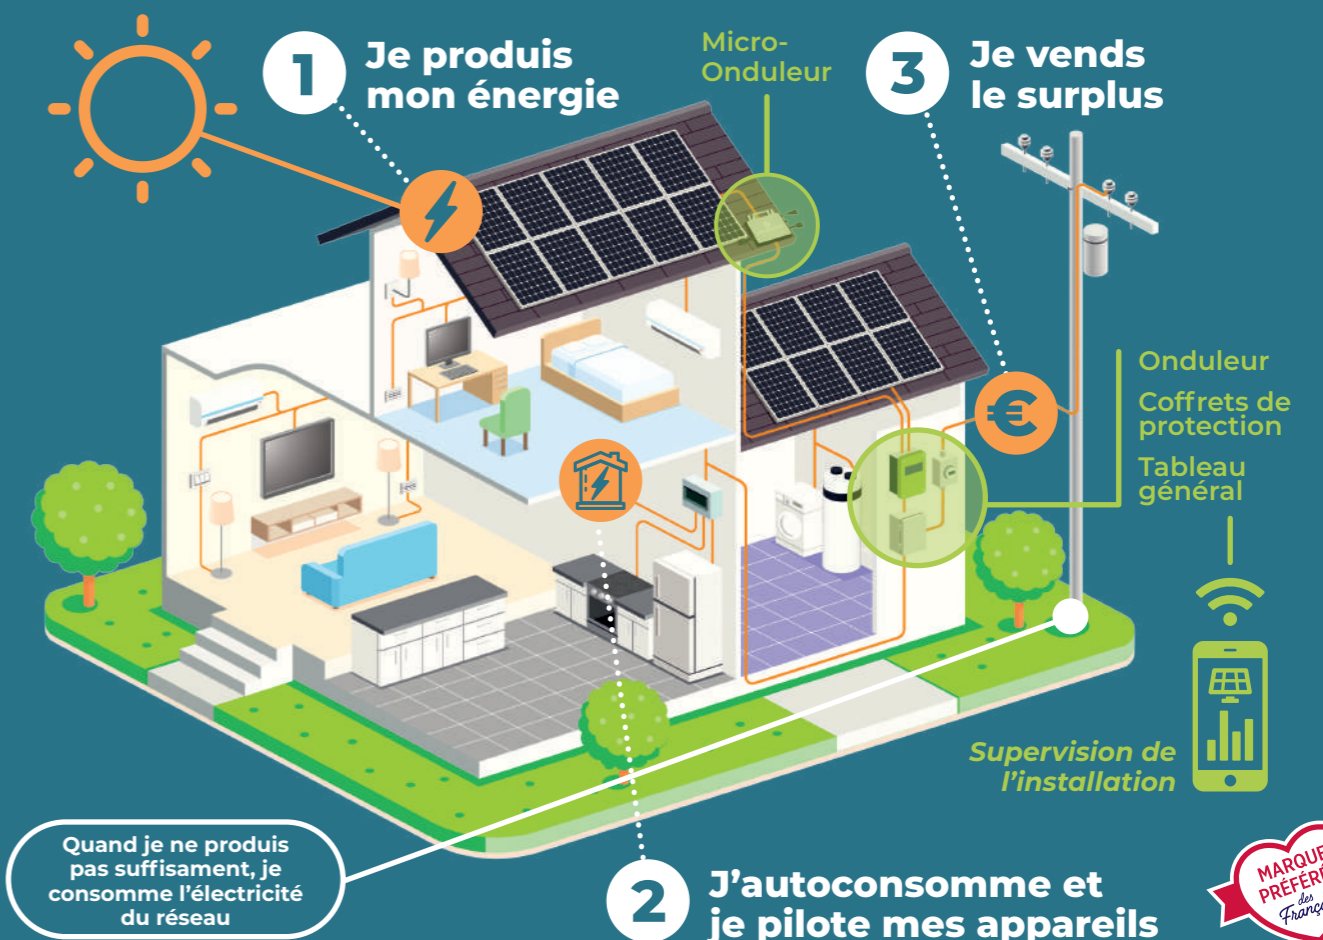 1
Je produis
mon énergie
Micro-
Onduleur
3
Je vends
le surplus
€
Onduleur
Coffrets de
protection
Tableau
général
Supervision de
l'installation
Quand je ne produis
pas suffisament, je
consomme l'électricité
du réseau
2
J'autoconsomme et
je pilote mes appareils
MARQUE
PRÉFÉRÉ
des
França